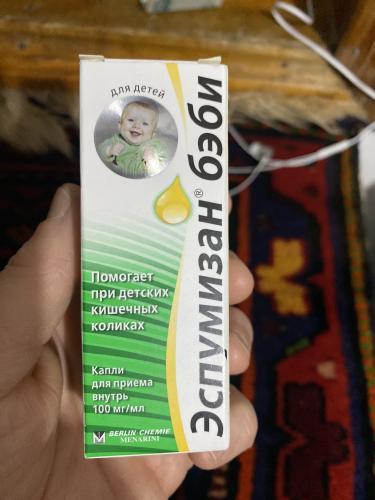 для детей
Эспумизан® бэби
Помогает
при детских
кишечных
коликах
Капли
для приема
внутрь
100 мг/мл
BERLIN-CHEMIE
MENARINI